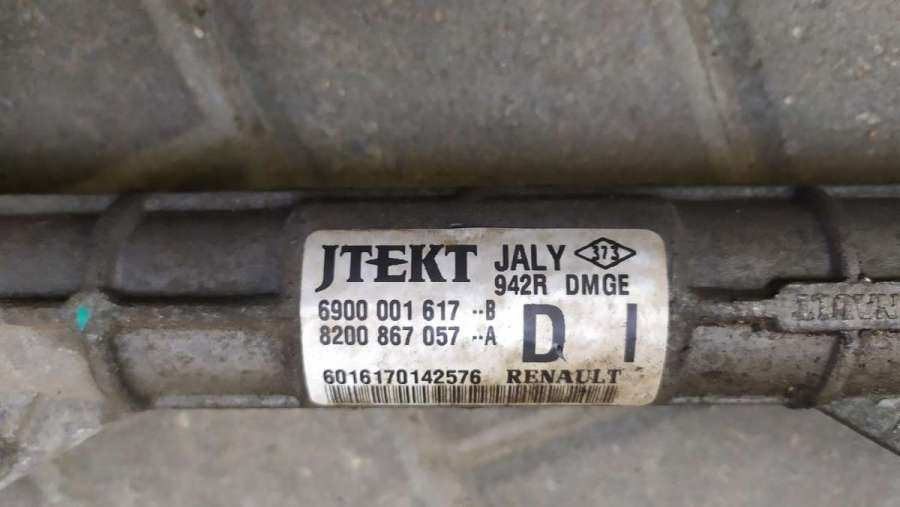 JTEKT JALY 373
942R DMGE
6900 001 617 --B
8200 867 057 --A
D I
6016170142576 RENAULT